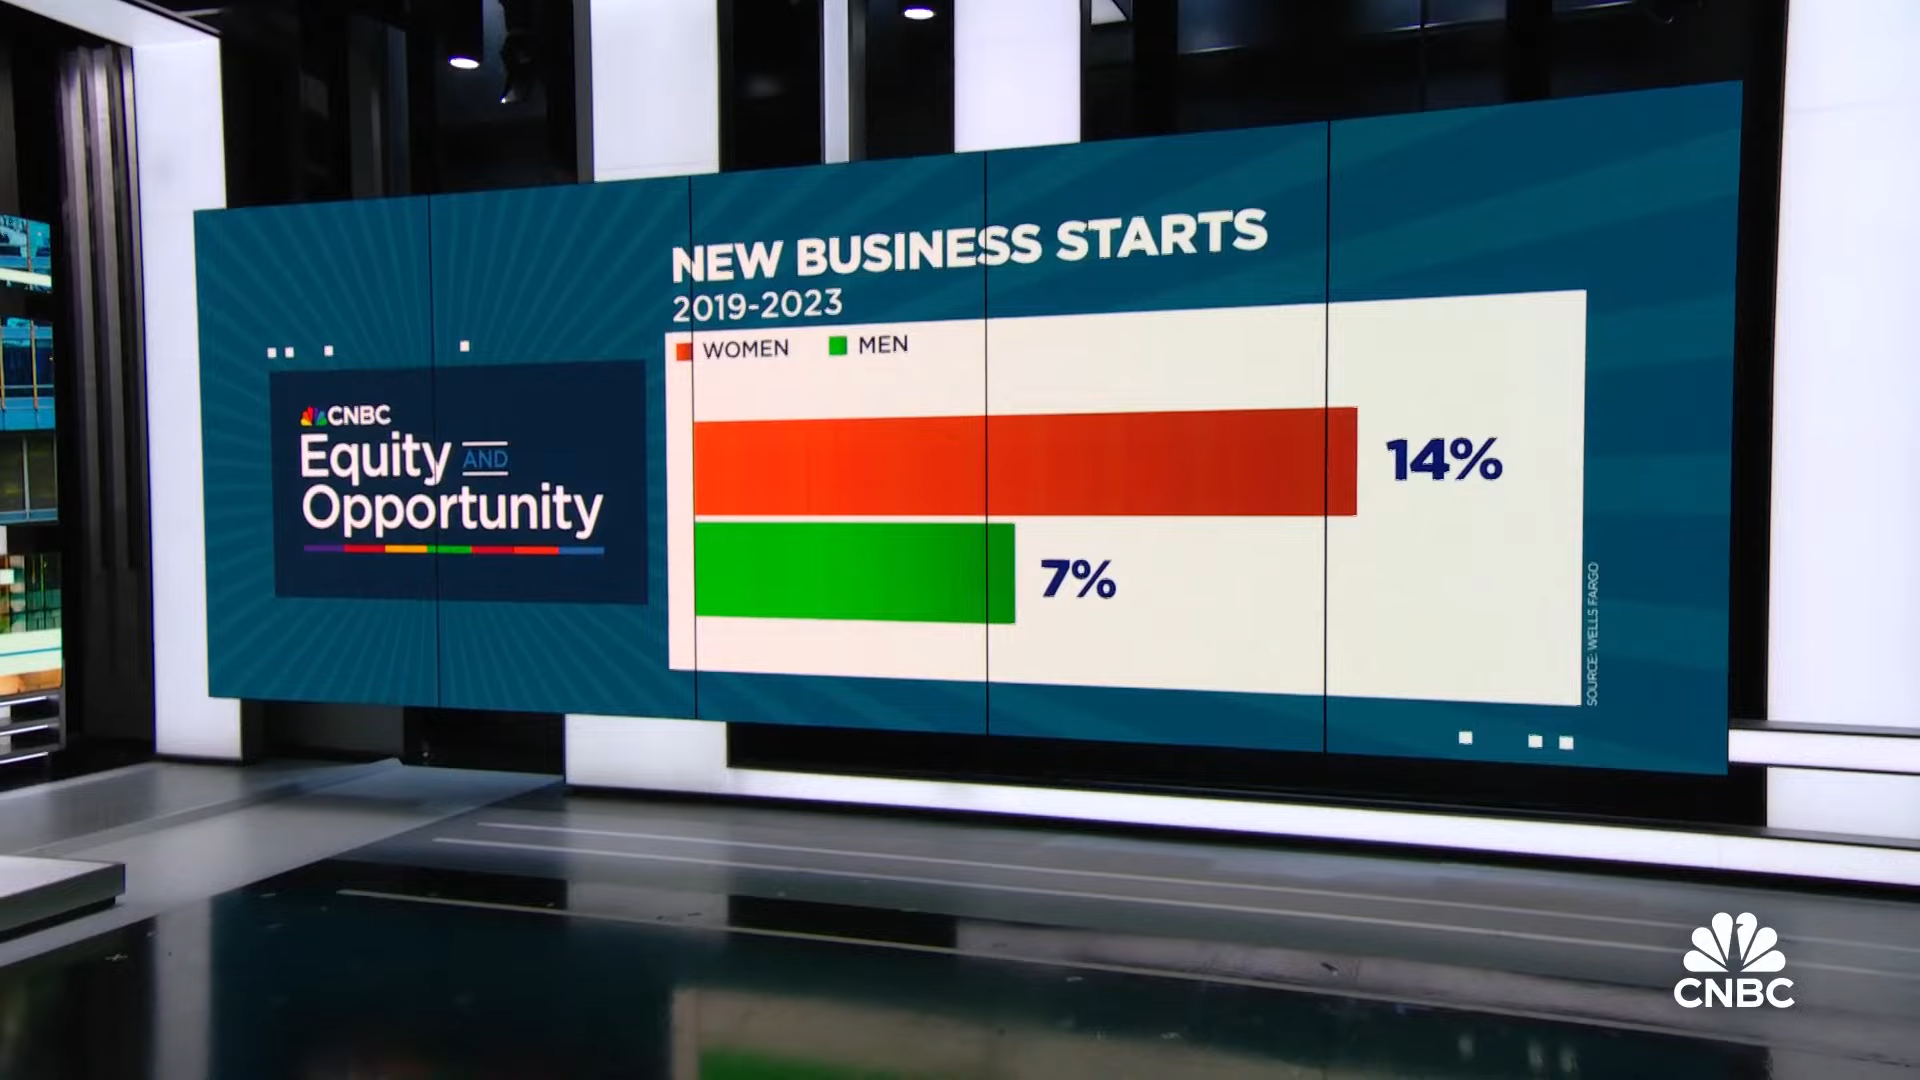 NEW BUSINESS STARTS
2019-2023
WOMEN MEN
CNBC
Equity AND
Opportunity
14%
7%
SOURCE: WELLS FARGO
CNBC